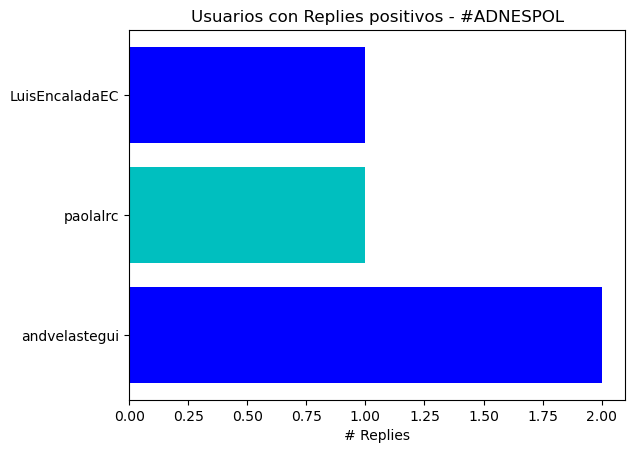 Usuarios con Replies positivos - #ADNESPOL
LuisEncaladaEC
paolalrc
andvelastegui
0.00 0.25 0.50 0.75 1.00 1.25 1.50 1.75 2.00
# Replies